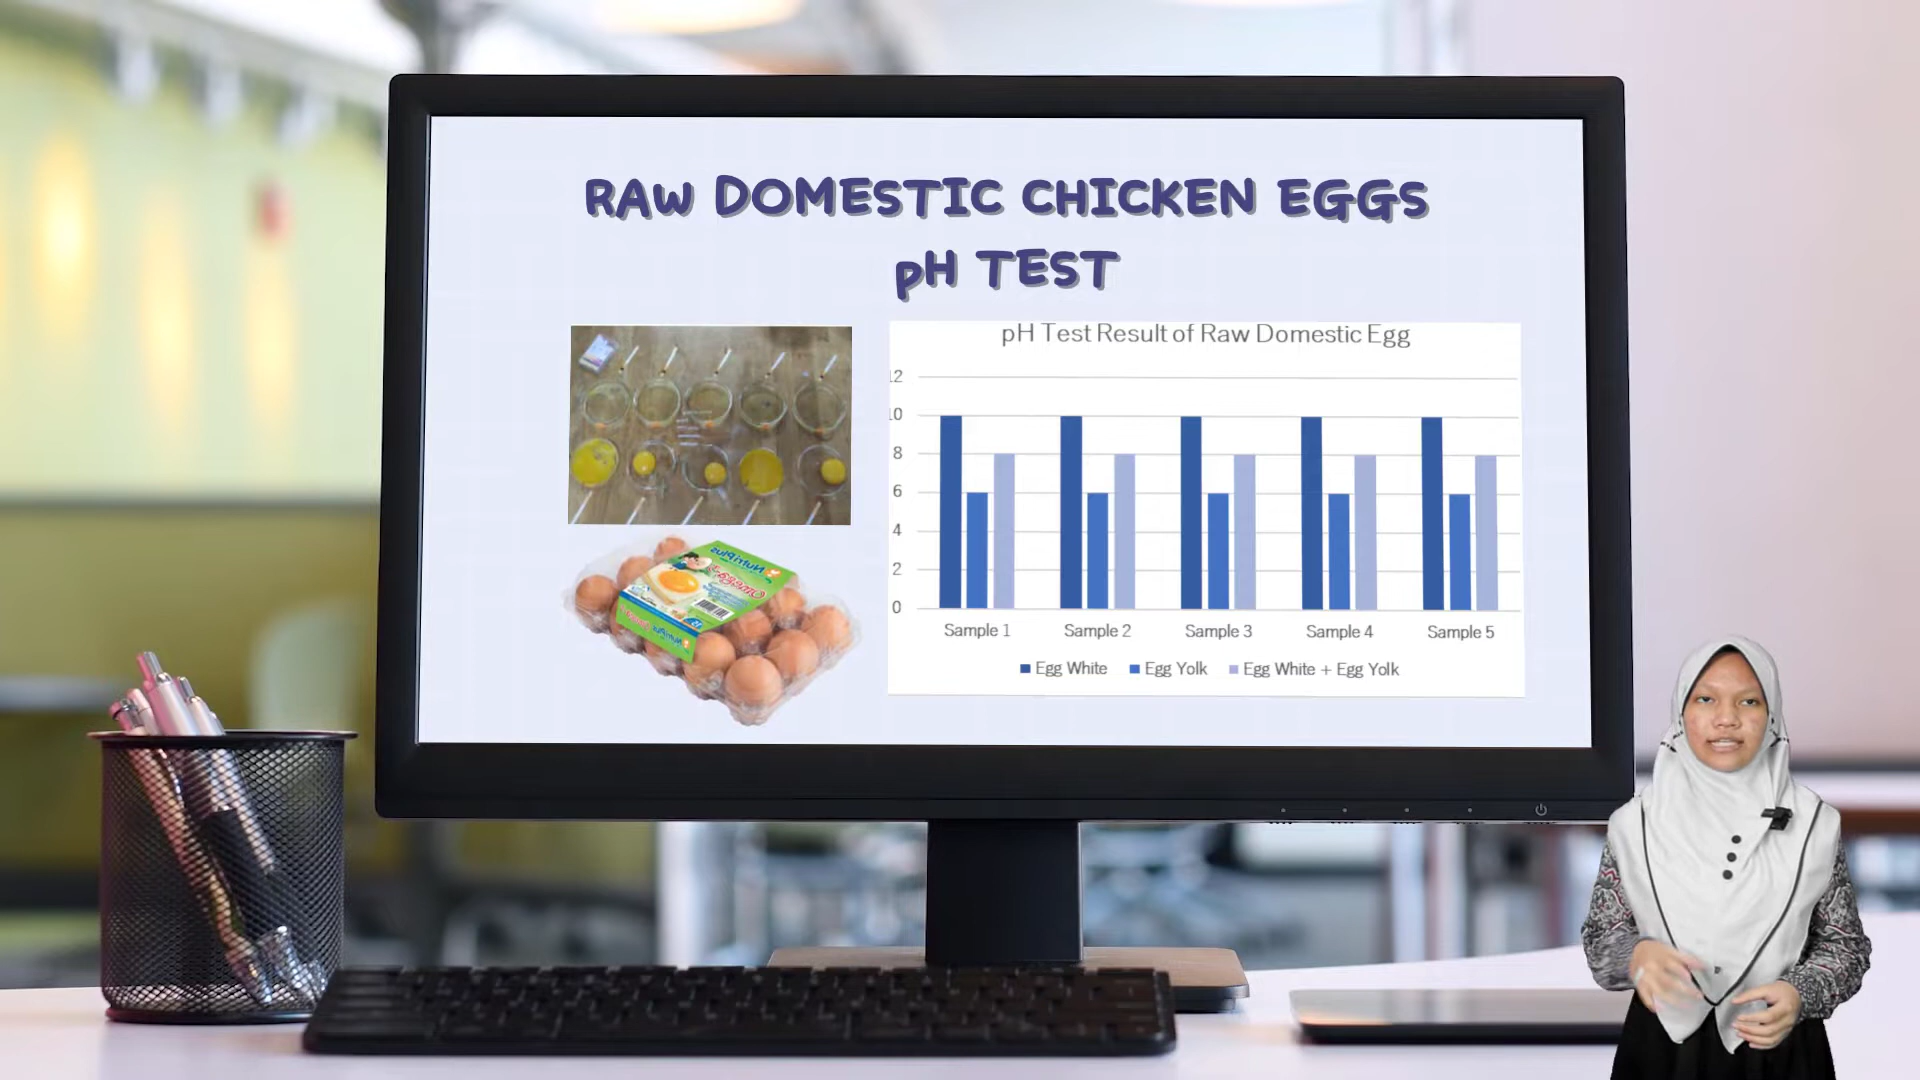 RAW DOMESTIC CHICKEN EGGS
pH TEST
pH Test Result of Raw Domestic Egg
12
10
8
6
4
2
0
Sample 1 Sample 2 Sample 3 Sample 4 Sample 5
Egg White Egg Yolk Egg White + Egg Yolk
NutriPlus